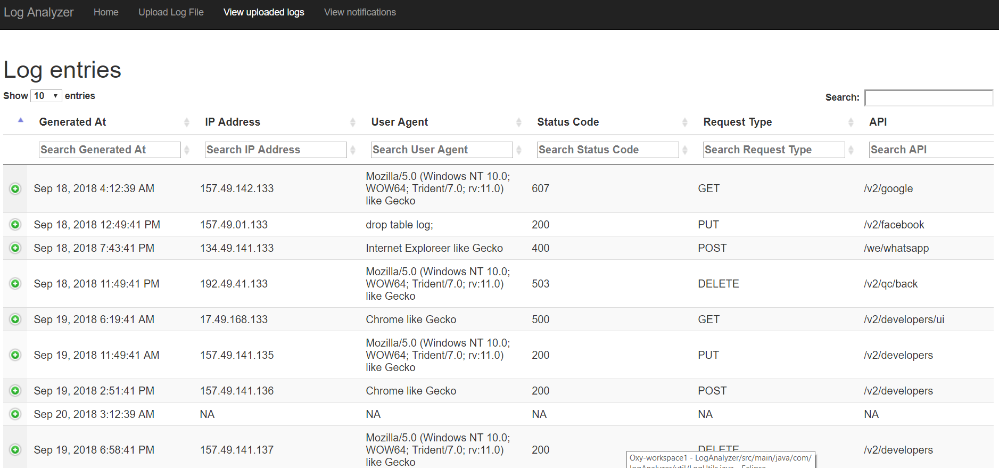 Log Analyzer Home Upload Log File View uploaded logs View notifications
Log entries
Show 10 entries Search:
Generated At IP Address User Agent Status Code Request Type API
Search Generated At Search IP Address Search User Agent Search Status Code Search Request Type Search API
Mozilla/5.0 (Windows NT 10.0;
Sep 18, 2018 4:12:39 AM 157.49.142.133 WOW64; Trident/7.0; rv:11.0) 607 GET /v2/google
like Gecko
Sep 18, 2018 12:49:41 PM 157.49.01.133 drop table log; 200 PUT /v2/facebook
Sep 18, 2018 7:43:41 PM 134.49.141.133 Internet Exploreer like Gecko 400 POST /we/whatsapp
Mozilla/5.0 (Windows NT 10.0;
Sep 18, 2018 11:49:41 PM 192.49.41.133 WOW64; Trident/7.0; rv:11.0) 503 DELETE /v2/qc/back
like Gecko
Sep 19, 2018 6:19:41 AM 17.49.168.133 Chrome like Gecko 500 GET /v2/developers/ui
Mozilla/5.0 (Windows NT 10.0;
Sep 19, 2018 11:49:41 AM 157.49.141.135 WOW64; Trident/7.0; rv:11.0) 200 PUT /v2/developers
like Gecko
Sep 19, 2018 2:51:41 PM 157.49.141.136 Chrome like Gecko 200 POST /v2/developers
Sep 20, 2018 3:12:39 AM NA NA NA NA NA
Mozilla/5.0 (Windows NT 10.0;
Sep 19, 2018 6:58:41 PM 157.49.141.137 WOW64; Trident/7.0; rv:11.0) 200 DELETE /v2/developers
like Gecko
Oxy-workspace1 - LogAnalyzer/src/main/java/com/
logAnalyzer/util/LogUtils.java - Eclipse